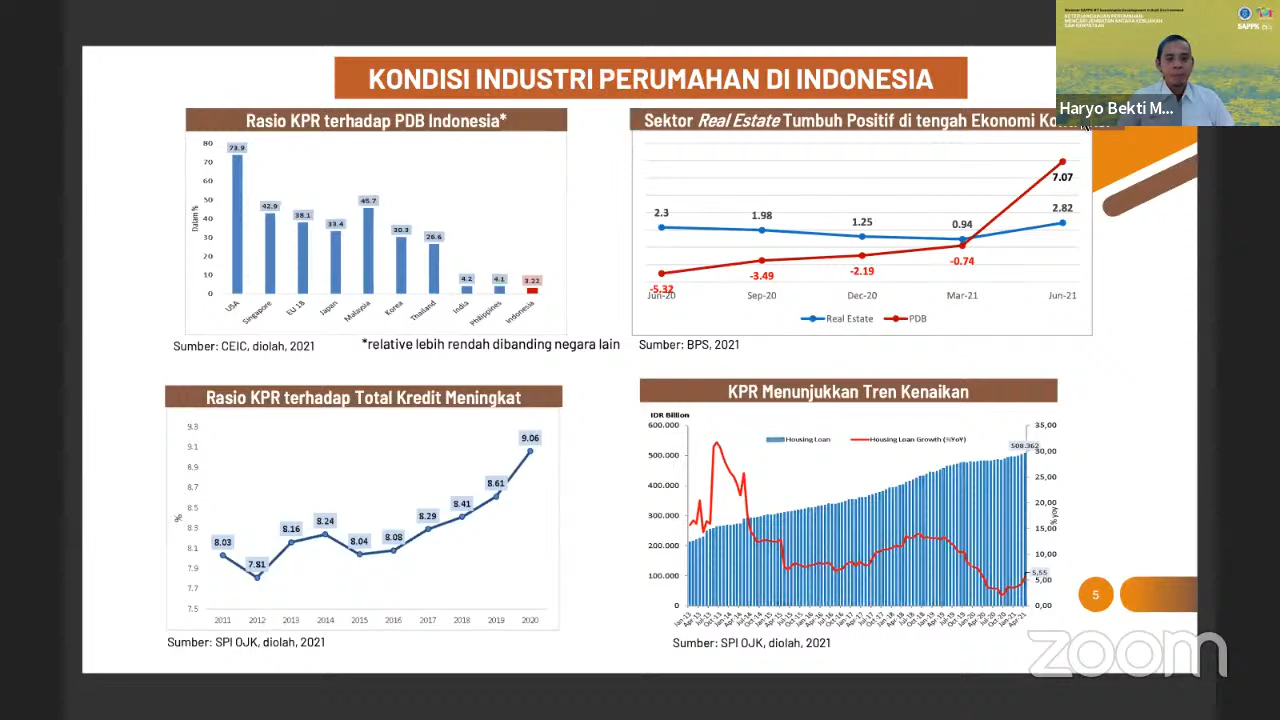 KONDISI INDUSTRI PERUMAHAN DI INDONESIA
Haryo Bekti M...
SAPPK
Rasio KPR terhadap PDB Indonesia*
Dalam %
80
70
60
50
40
30
20
10
0
73.9
42.9
38.1
33.4
45.7
30.3
26.6
4.2
4.1
3.22
USA
Singapore
EU 18
Japan
Malaysia
Korea
Thailand
India
Philippines
Indonesia
Sumber: CEIC, diolah, 2021
*relative lebih rendah dibanding negara lain
Sektor Real Estate Tumbuh Positif di tengah Ekonomi
2.3
1.98
1.25
0.94
2.82
7.07
-5.32
-3.49
-2.19
-0.74
Jun-20
Sep-20
Dec-20
Mar-21
Jun-21
Real Estate
PDB
Sumber: BPS, 2021
Rasio KPR terhadap Total Kredit Meningkat
%
9.3
9.1
8.9
8.7
8.5
8.3
8.1
7.9
7.7
7.5
8.03
7.81
8.16
8.24
8.04
8.08
8.29
8.41
8.61
9.06
2011
2012
2013
2014
2015
2016
2017
2018
2019
2020
Sumber: SPI OJK, diolah, 2021
KPR Menunjukkan Tren Kenaikan
IDR Billion
600.000
500.000
400.000
300.000
200.000
100.000
0
Housing Loan
Housing Loan Growth (%YoY)
508.362
5,55
35,00
30,00
25,00
20,00
15,00
10,00
5,00
0,00
% yoy
Sumber: SPI OJK, diolah, 2021
5
zoom